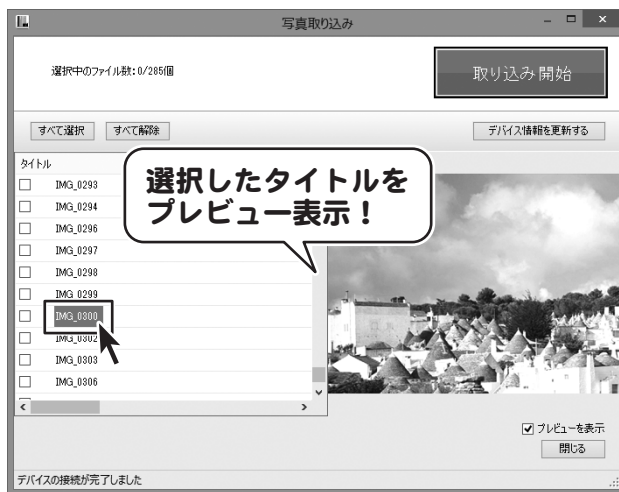 写真取り込み
選択中のファイル数：0/285個
取り込み開始
すべて選択
すべて解除
デバイス情報を更新する
タイトル
選択したタイトルを
プレビュー表示！
IMG_0293
IMG_0294
IMG_0296
IMG_0297
IMG_0298
IMG_0299
IMG_0300
IMG_0302
IMG_0303
IMG_0306
プレビューを表示
閉じる
デバイスの接続が完了しました